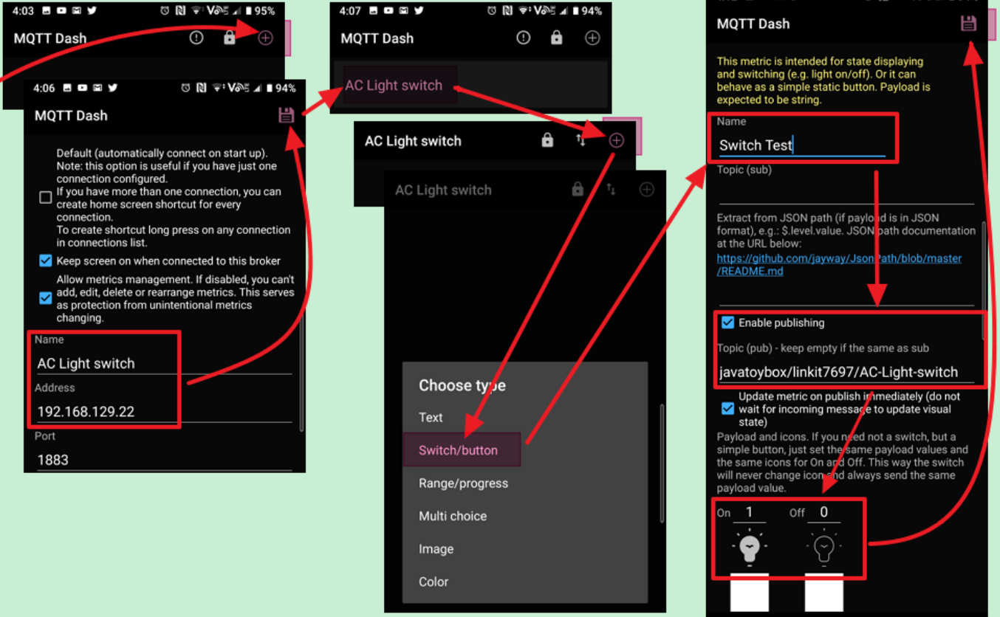 4:03
95%
MQTT Dash
4:06
94%
MQTT Dash
Default (automatically connect on start up).
Note: this option is useful if you have just one
connection configured.
If you have more than one connection, you can
create home screen shortcut for every
connection.
To create shortcut long press on any connection
in connections list.
Keep screen on when connected to this broker
Allow metrics management. If disabled, you can't
add, edit, delete or rearrange metrics. This serves
as protection from unintentional metrics
changing.
Name
AC Light switch
Address
192.168.129.22
Port
1883
4:07
94%
MQTT Dash
AC Light switch
AC Light switch
AC Light switch
Choose type
Text
Switch/button
Range/progress
Multi choice
Image
Color
MQTT Dash
This metric is intended for state displaying
and switching (e.g. light on/off). Or it can
behave as a simple static button. Payload is
expected to be string.
Name
Switch Test
Topic (sub)
Extract from JSON path (if payload is in JSON
format), e.g.: $.level.value. JSON path documentation
at the URL below:
https://github.com/jayway/JsonPath/blob/master
/README.md
Enable publishing
Topic (pub) - keep empty if the same as sub
javatoybox/linkit7697/AC-Light-switch
Update metric on publish immediately (do not
wait for incoming message to update visual
state)
Payload and icons. If you need not a switch, but a
simple button, just set the same payload values and
the same icons for On and Off. This way the switch
will never change icon and always send the same
payload value.
On 1 Off 0